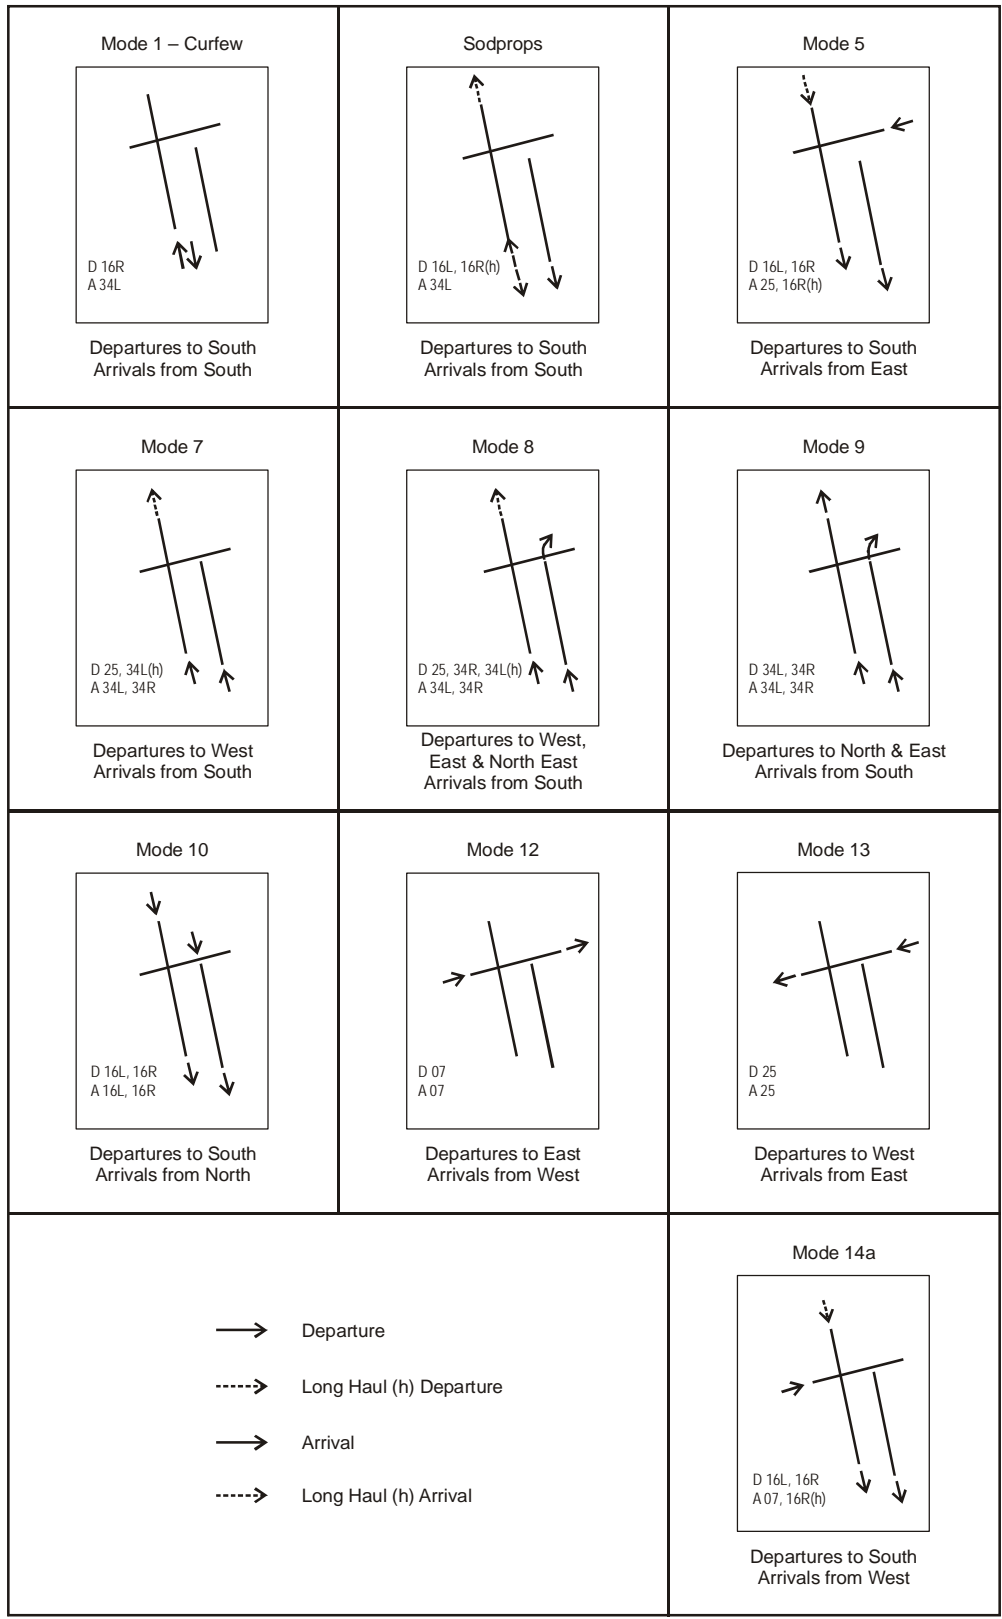 Mode 1 – Curfew
D 16R
A 34L
Departures to South
Arrivals from South
Sodprops
D 16L, 16R(h)
A 34L
Departures to South
Arrivals from South
Mode 5
D 16L, 16R
A 25, 16R(h)
Departures to South
Arrivals from East
Mode 7
D 25, 34L(h)
A 34L, 34R
Departures to West
Arrivals from South
Mode 8
D 25, 34R, 34L(h)
A 34L, 34R
Departures to West,
East & North East
Arrivals from South
Mode 9
D 34L, 34R
A 34L, 34R
Departures to North & East
Arrivals from South
Mode 10
D 16L, 16R
A 16L, 16R
Departures to South
Arrivals from North
Mode 12
D 07
A 07
Departures to East
Arrivals from West
Mode 13
D 25
A 25
Departures to West
Arrivals from East
Departure
Long Haul (h) Departure
Arrival
Long Haul (h) Arrival
Mode 14a
D 16L, 16R
A 07, 16R(h)
Departures to South
Arrivals from West